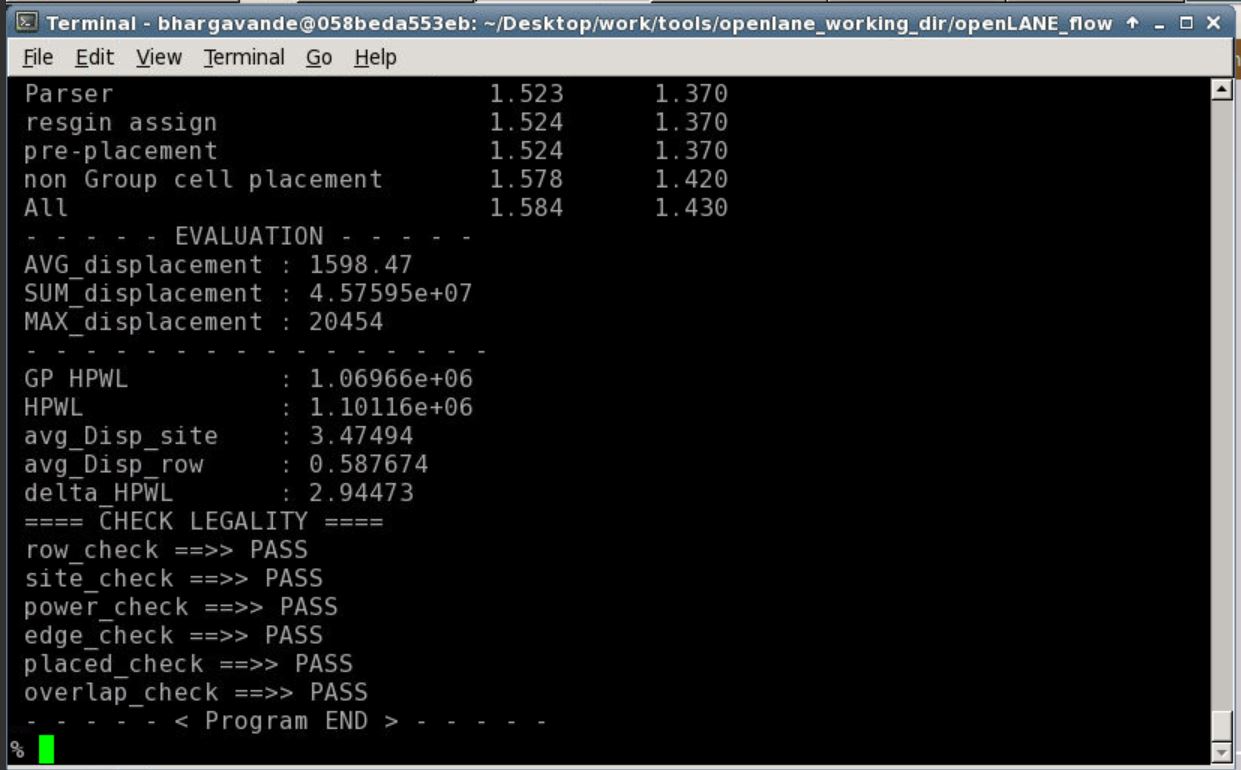 Terminal - bhargavande@058beda553eb: ~/Desktop/work/tools/openlane_working_dir/openLANE_flow
File Edit View Terminal Go Help
Parser 1.523 1.370
resgin assign 1.524 1.370
pre-placement 1.524 1.370
non Group cell placement 1.578 1.420
All 1.584 1.430
- - - - - EVALUATION - - - - -
AVG_displacement : 1598.47
SUM_displacement : 4.57595e+07
MAX_displacement : 20454
- - - - - - - - - - - - - - - -
GP HPWL : 1.06966e+06
HPWL : 1.10116e+06
avg_Disp_site : 3.47494
avg_Disp_row : 0.587674
delta_HPWL : 2.94473
==== CHECK LEGALITY ====
row_check ==>> PASS
site_check ==>> PASS
power_check ==>> PASS
edge_check ==>> PASS
placed_check ==>> PASS
overlap_check ==>> PASS
- - - - - < Program END > - - - - -
%